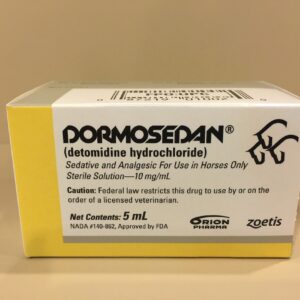 DORMOSEDAN®
(detomidine hydrochloride)
Sedative and Analgesic For Use in Horses Only
Sterile Solution—10 mg/mL
Caution: Federal law restricts this drug to use by or on the
order of a licensed veterinarian.
Net Contents: 5 mL
NADA #140-862, Approved by FDA
ORION
PHARMA
zoetis